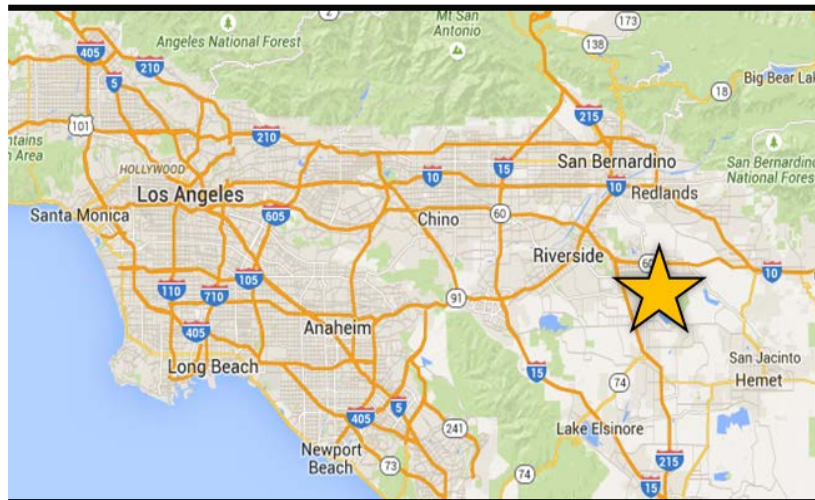 173
2
Mt San
Antonio
Angeles National Forest
405
138
210
5
Big Bear Lak
18
215
101
210
ntains
n Area
HOLLYWOOD
10
15
San Bernardino
San Bernardino
National Fores
10
Redlands
Los Angeles
Santa Monica
605
Chino
60
Riverside
60
10
105
110
710
91
405
Anaheim
Long Beach
15
San Jacinto
74
Hemet
405
5
241
Lake Elsinore
Newport
Beach
73
74
215
15